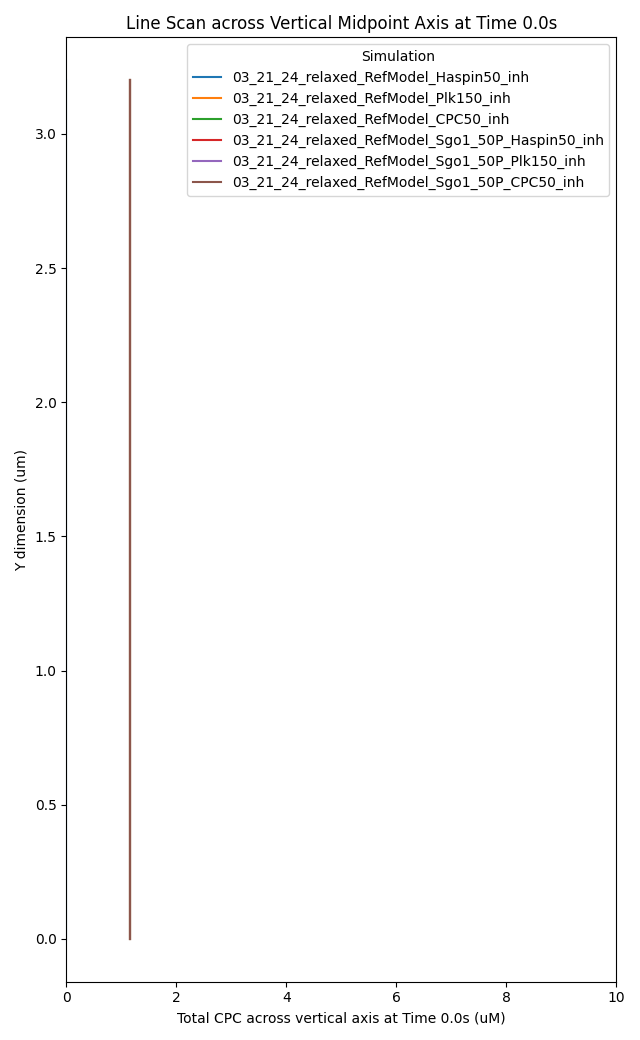 Line Scan across Vertical Midpoint Axis at Time 0.0s
Simulation
03_21_24_relaxed_RefModel_Haspin50_inh
03_21_24_relaxed_RefModel_Plk150_inh
03_21_24_relaxed_RefModel_CPC50_inh
03_21_24_relaxed_RefModel_Sgo1_50P_Haspin50_inh
03_21_24_relaxed_RefModel_Sgo1_50P_Plk150_inh
03_21_24_relaxed_RefModel_Sgo1_50P_CPC50_inh
3.0
2.5
2.0
1.5
1.0
0.5
0.0
Y dimension (um)
0 2 4 6 8 10
Total CPC across vertical axis at Time 0.0s (uM)